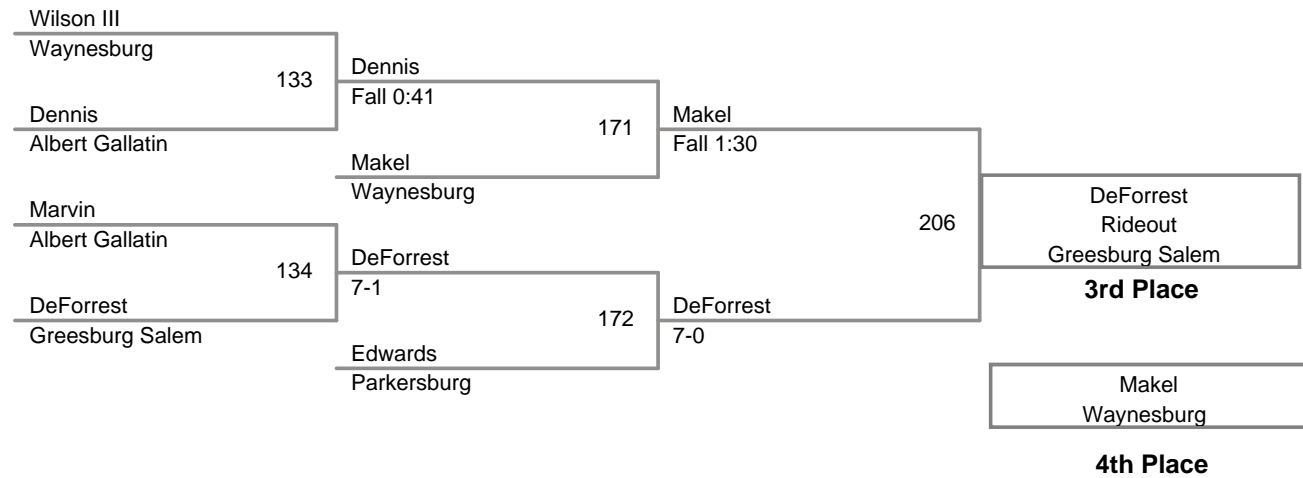 Wilson III
Waynesburg
133
Dennis
Fall 0:41
Dennis
Albert Gallatin
171
Makel
Fall 1:30
Makel
Waynesburg
Marvin
Albert Gallatin
206
DeForrest
Rideout
Greesburg Salem
3rd Place
134
DeForrest
7-1
DeForrest
Greesburg Salem
172
DeForrest
7-0
Edwards
Parkersburg
Makel
Waynesburg
4th Place